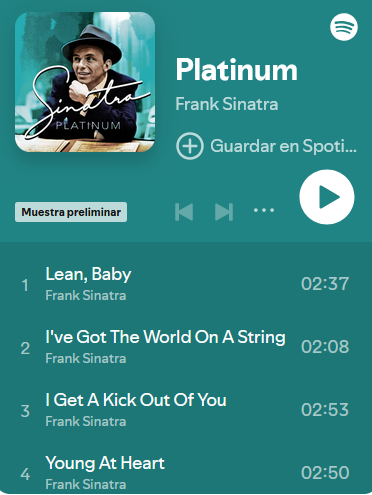 Sinatra
PLATINUM
Platinum
Frank Sinatra
Guardar en Spoti...
Muestra preliminar
1
Lean, Baby
Frank Sinatra
02:37
2
I've Got The World On A String
Frank Sinatra
02:08
3
I Get A Kick Out Of You
Frank Sinatra
02:53
4
Young At Heart
Frank Sinatra
02:50